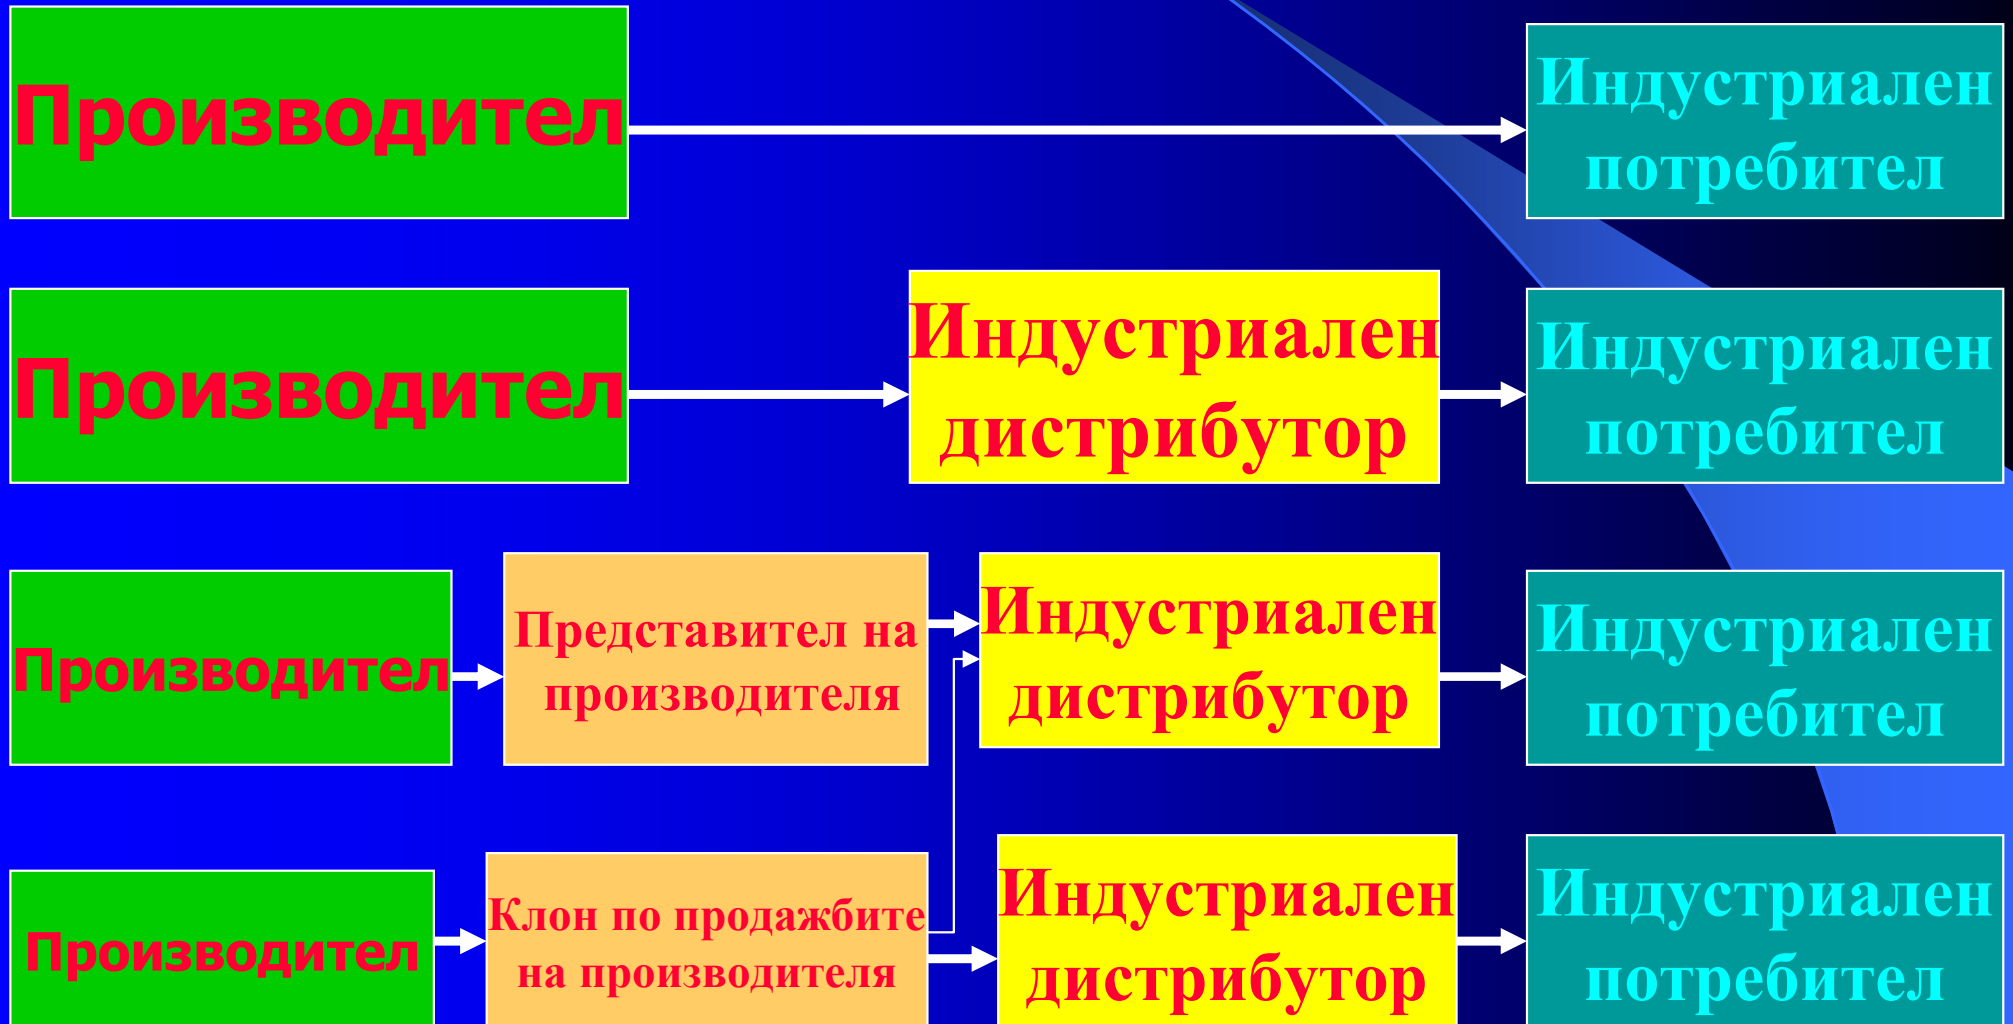 Производител
Индустриален
потребител
Производител
Индустриален
дистрибутор
Индустриален
потребител
Производител
Представител на
производителя
Индустриален
дистрибутор
Индустриален
потребител
Производител
Клон по продажбите
на производителя
Индустриален
дистрибутор
Индустриален
потребител